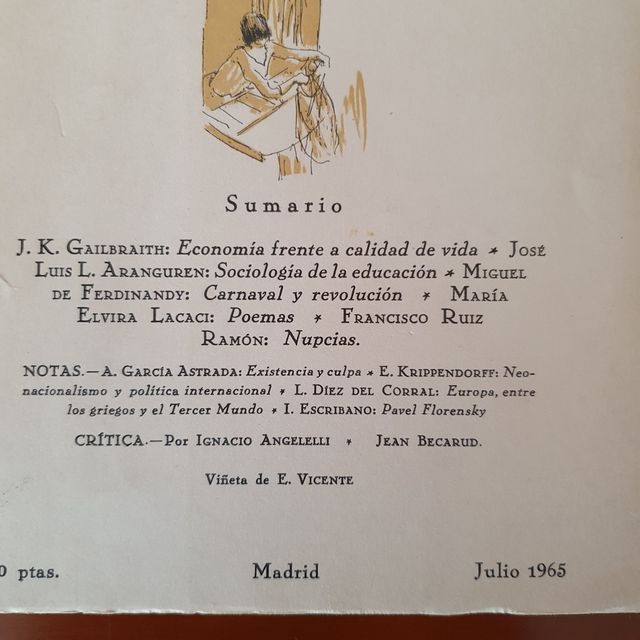 Sumario
J. K. GAILBRAITH: Economía frente a calidad de vida * JOSÉ
LUIS L. ARANGUREN: Sociología de la educación * MIGUEL
DE FERDINANDY: Carnaval y revolución * MARÍA
ELVIRA LACACI: Poemas * FRANCISCO RUIZ
RAMÓN: Nupcias.
NOTAS.—A. GARCÍA ASTRADA: Existencia y culpa * E. KRIPPENDORFF: Neo-
nacionalismo y política internacional * L. DÍEZ DEL CORRAL: Europa, entre
los griegos y el Tercer Mundo * I. ESCRIBANO: Pavel Florensky
CRÍTICA.—Por IGNACIO ANGELELLI * JEAN BECARUD.
Viñeta de E. VICENTE
0 ptas. Madrid Julio 1965